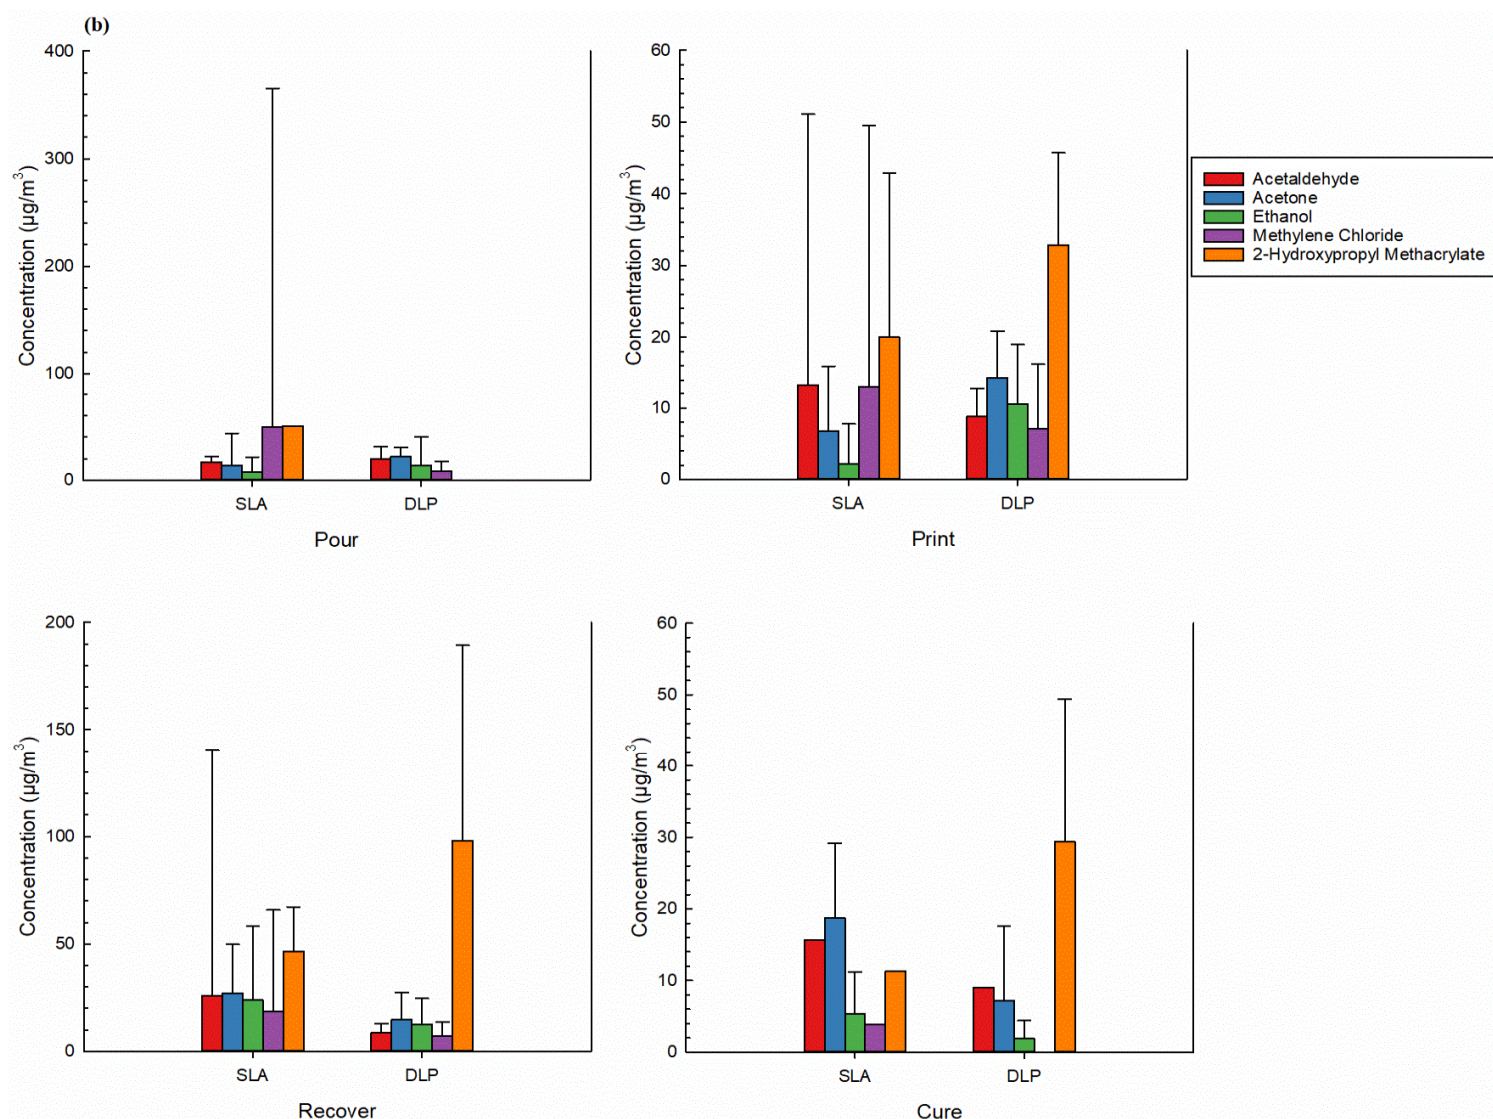 (b)
400
300
200
100
0
Concentration (µg/m³)
SLA
DLP
Pour
60
50
40
30
20
10
0
Concentration (µg/m³)
SLA
DLP
Print
Acetaldehyde
Acetone
Ethanol
Methylene Chloride
2-Hydroxypropyl Methacrylate
200
150
100
50
0
Concentration (µg/m³)
SLA
DLP
Recover
60
50
40
30
20
10
0
Concentration (µg/m³)
SLA
DLP
Cure